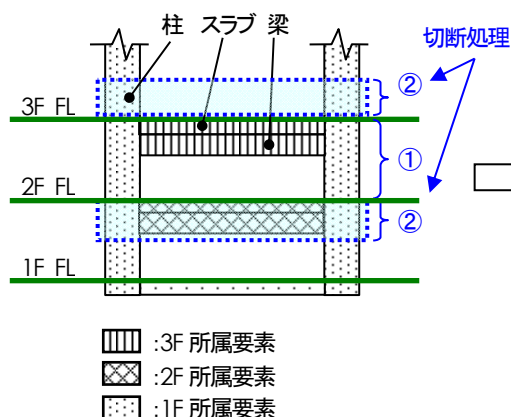 柱 スラブ 梁
切断処理
②
3F FL
①
2F FL
②
1F FL
:3F 所属要素
:2F 所属要素
:1F 所属要素